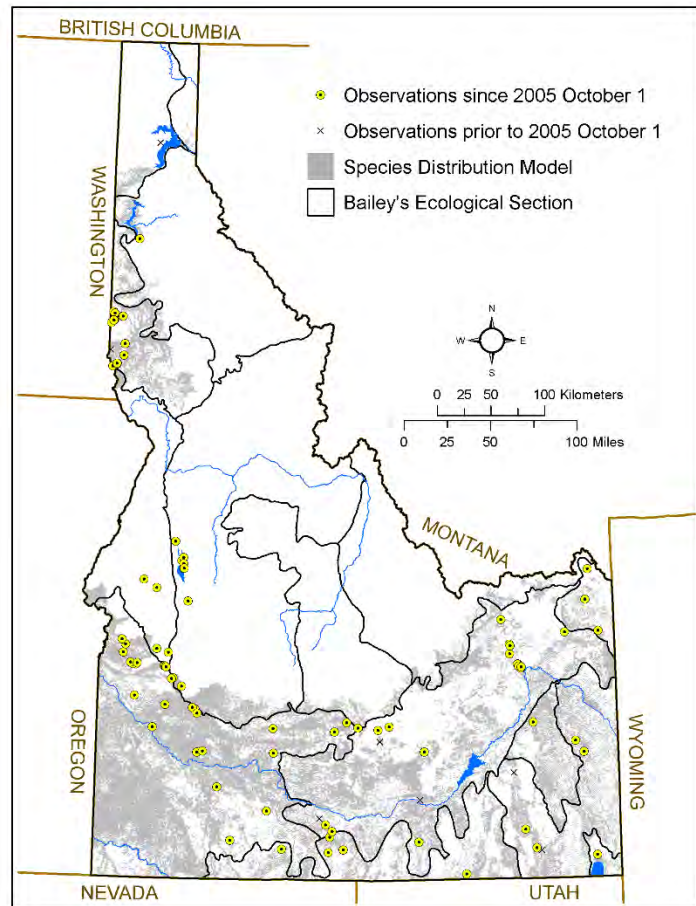 BRITISH COLUMBIA
Observations since 2005 October 1
Observations prior to 2005 October 1
Species Distribution Model
Bailey's Ecological Section
WASHINGTON
N
W E
S
0 25 50 100 Kilometers
0 25 50 100 Miles
MONTANA
OREGON
WYOMING
NEVADA
UTAH